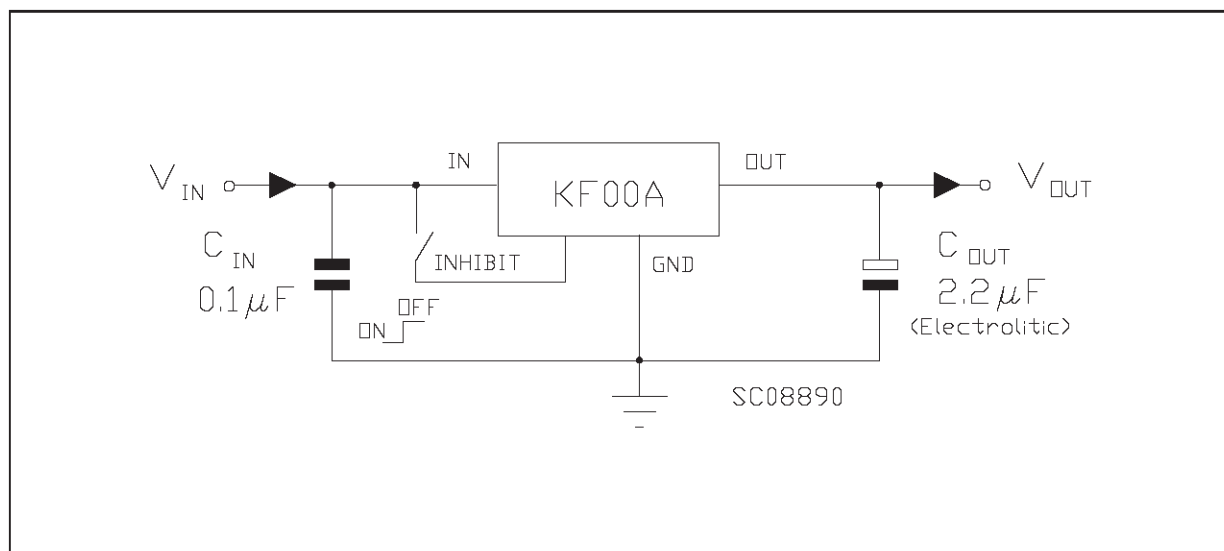 V IN
IN
KF00A
OUT
V OUT
C IN
0.1µF
INHIBIT
GND
C OUT
2.2µF
(Electrolitic)
OFF
ON
SC08890